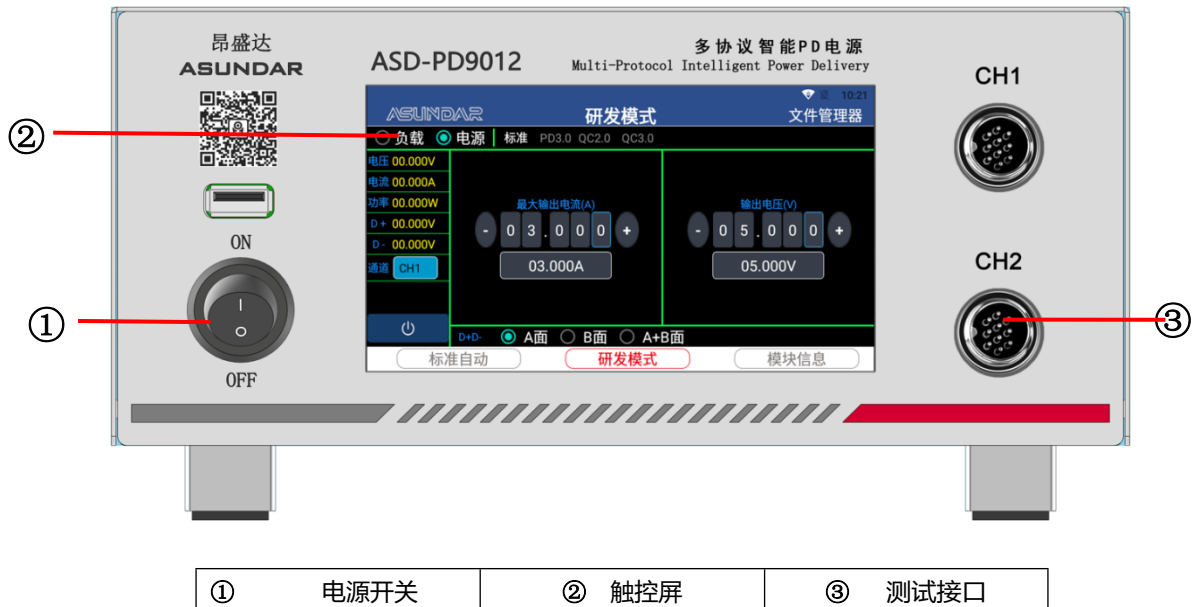 昂盛达
ASUNDAR
ASD-PD9012
多协议智能PD电源
Multi-Protocol Intelligent Power Delivery
CH1
10:21
ASUNDAR
研发模式
文件管理器
②
负载
电源
标准
PD3.0 QC2.0 QC3.0
电压 00.000V
电流 00.000A
功率 00.000W
D+ 00.000V
D- 00.000V
通道 CH1
最大输出电流(A)
- 0 3 . 0 0 0 +
03.000A
输出电压(V)
- 0 5 . 0 0 0 +
05.000V
ON
CH2
①
I
O
③
D+D- A面 B面 A+B面
标准自动
研发模式
模块信息
OFF
① 电源开关
② 触控屏
③ 测试接口